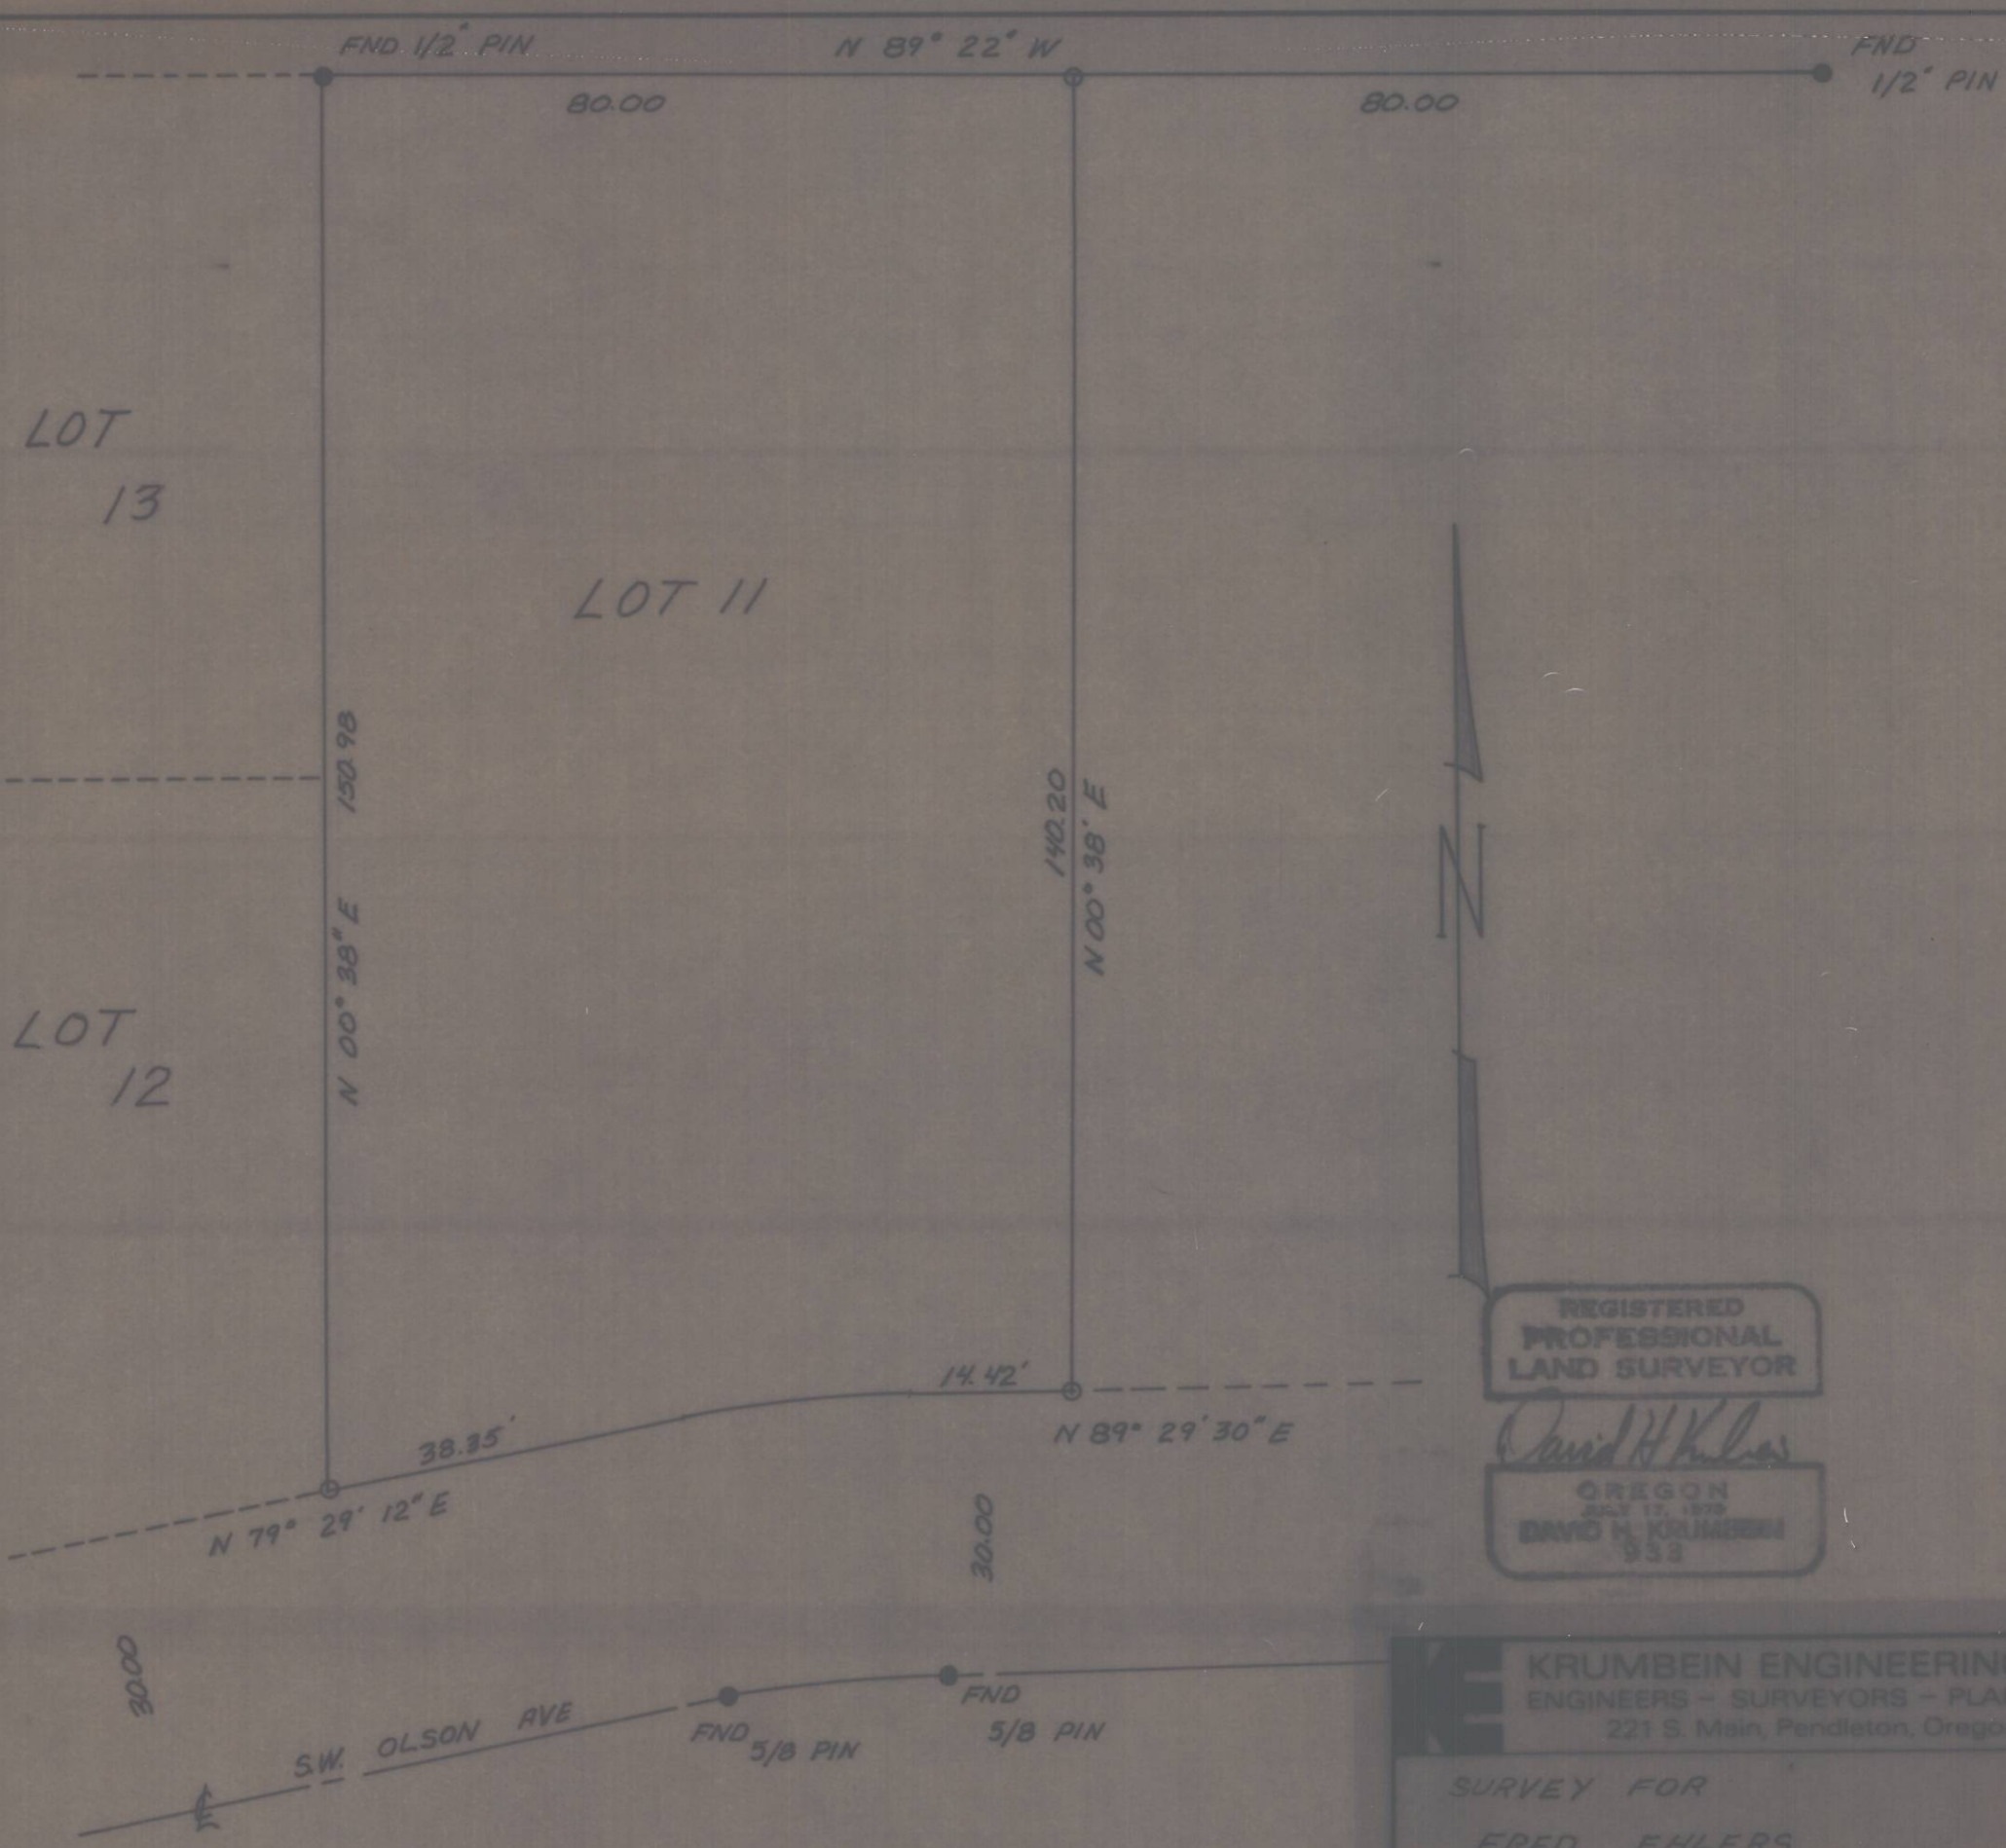 FND 1/2" PIN
N 89° 22" W
FND
1/2" PIN
80.00
80.00
LOT
13
LOT 11
150.98
N 00° 38" E
140.20
N 00° 38' E
LOT
12
REGISTERED
PROFESSIONAL
LAND SURVEYOR
14.42'
38.35'
N 89° 29' 30" E
N 79° 29' 12" E
OREGON
DAVID H. KRUMBEIN
933
30.00
30.00
KRUMBEIN ENGINEERIN
ENGINEERS - SURVEYORS - PLA
221 S. Main, Pendleton, Orego
S.W. OLSON AVE
FND
5/8 PIN
FND
5/8 PIN
SURVEY FOR
FRED EHLERS